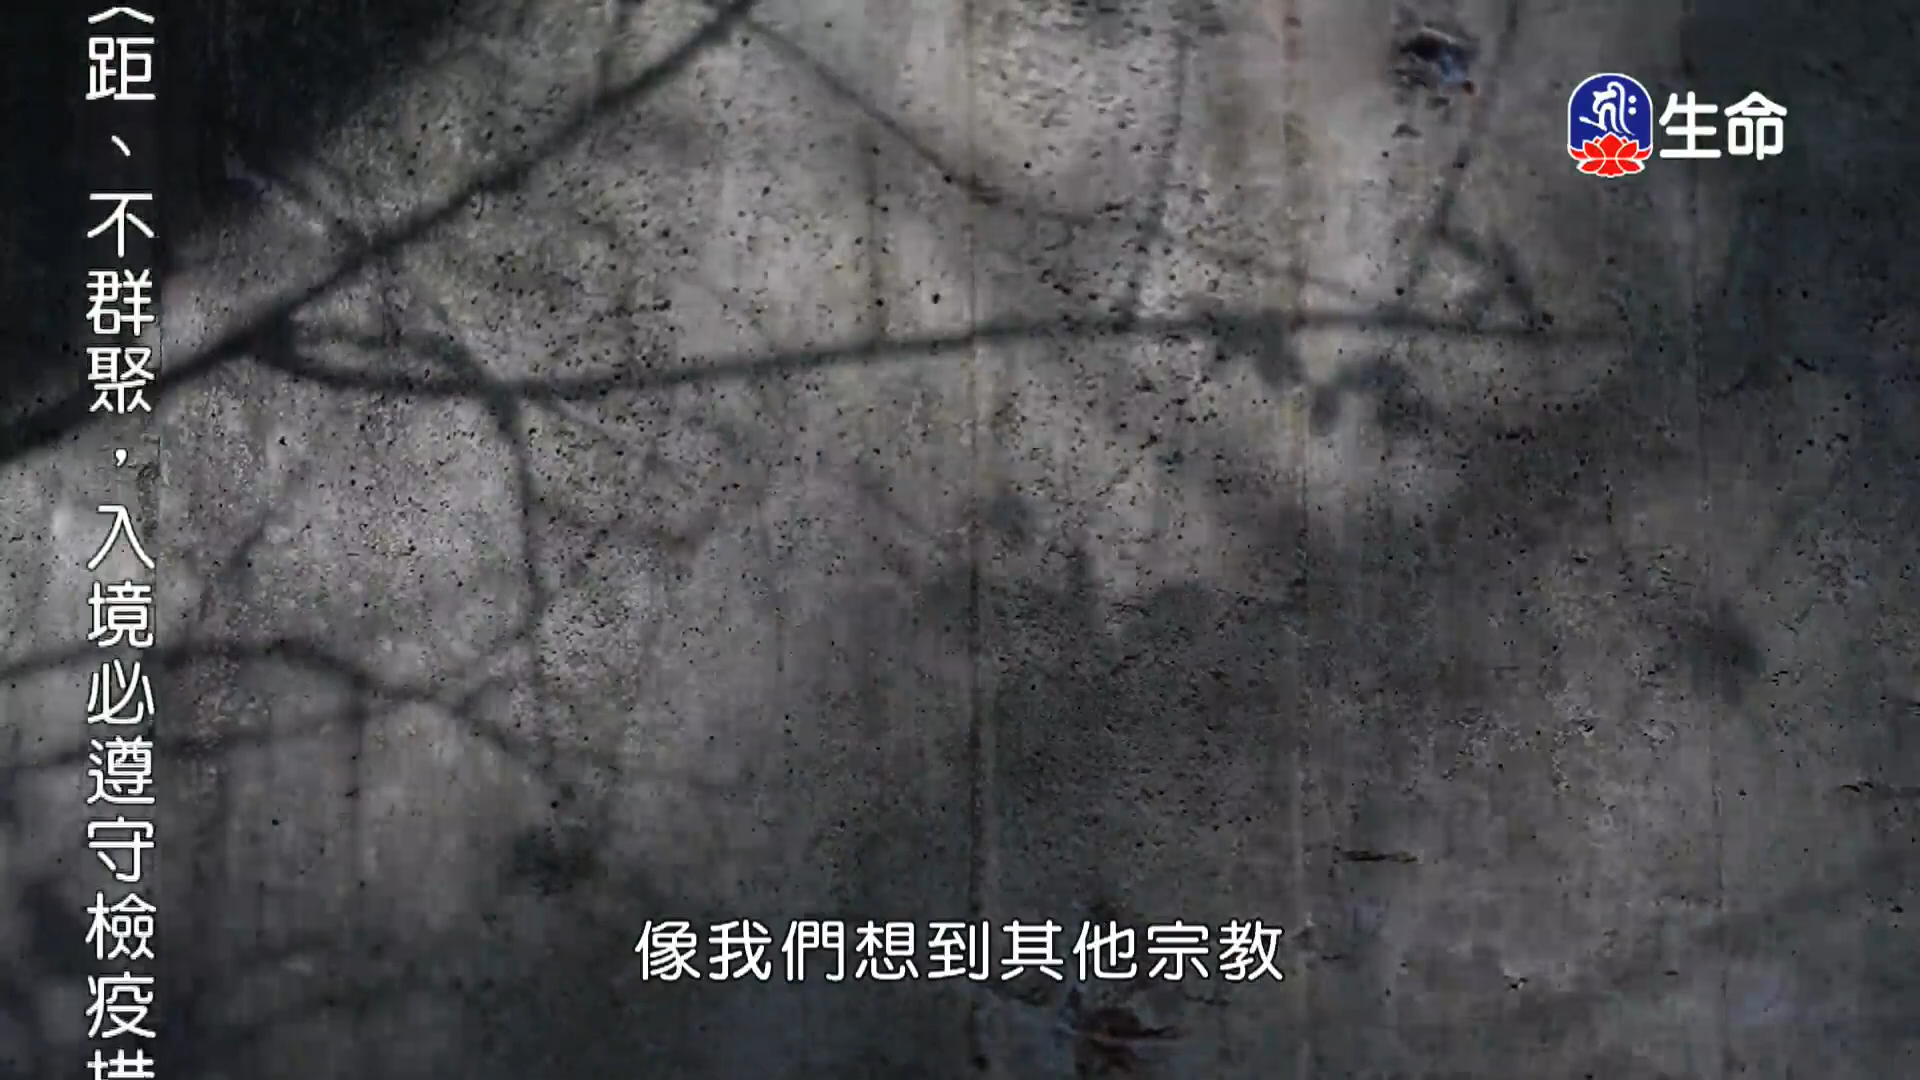 距、不群聚，入境必遵守檢疫措
生命
像我們想到其他宗教